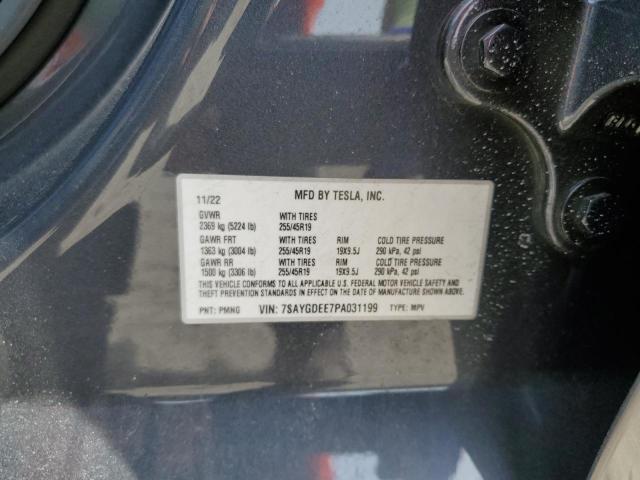 11/22 MFD BY TESLA, INC.
GVWR WITH TIRES
2369 kg (5224 lb) 255/45R19
GAWR FRT WITH TIRES RIM COLD TIRE PRESSURE
1363 kg (3004 lb) 255/45R19 19X9.5J 290 kPa, 42 psi
GAWR RR WITH TIRES RIM COLD TIRE PRESSURE
1500 kg (3306 lb) 255/45R19 19X9.5J 290 kPa, 42 psi
THIS VEHICLE CONFORMS TO ALL APPLICABLE U.S. FEDERAL MOTOR VEHICLE SAFETY AND
THEFT PREVENTION STANDARDS IN EFFECT ON THE DATE OF MANUFACTURE SHOWN ABOVE.
PNT: PMNG VIN: 7SAYGDEE7PA031199 TYPE: MPV